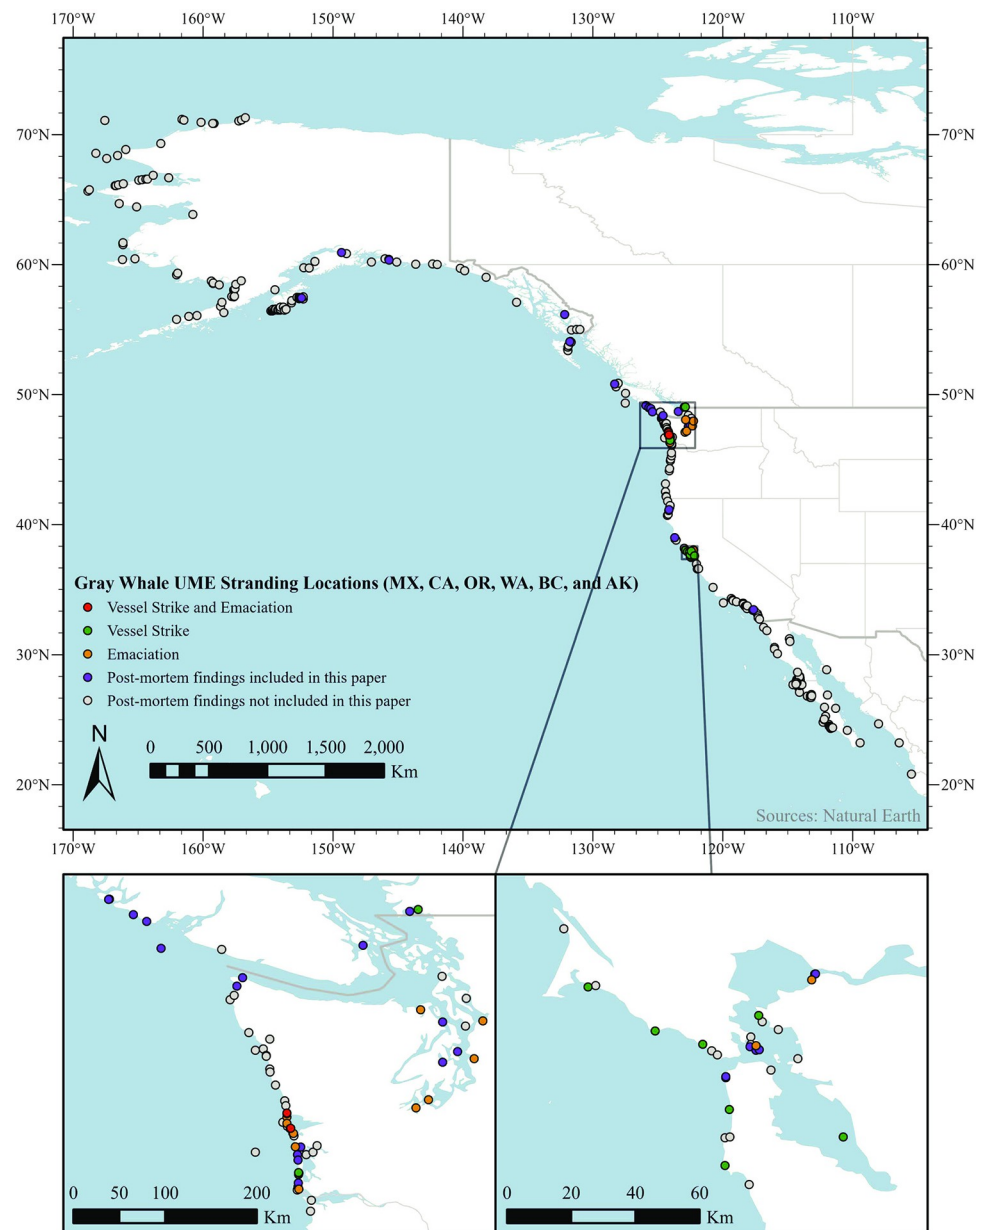 170°W 160°W 150°W 140°W 130°W 120°W 110°W
70°N 70°N
60°N 60°N
50°N 50°N
40°N 40°N
Gray Whale UME Stranding Locations (MX, CA, OR, WA, BC, and AK)
Vessel Strike and Emaciation
Vessel Strike
Emaciation
30°N 30°N
Post-mortem findings included in this paper
Post-mortem findings not included in this paper
N
0 500 1,000 1,500 2,000
Km
20°N 20°N
Sources: Natural Earth
170°W 160°W 150°W 140°W 130°W 120°W 110°W
0 50 100 200
Km
0 20 40 60
Km